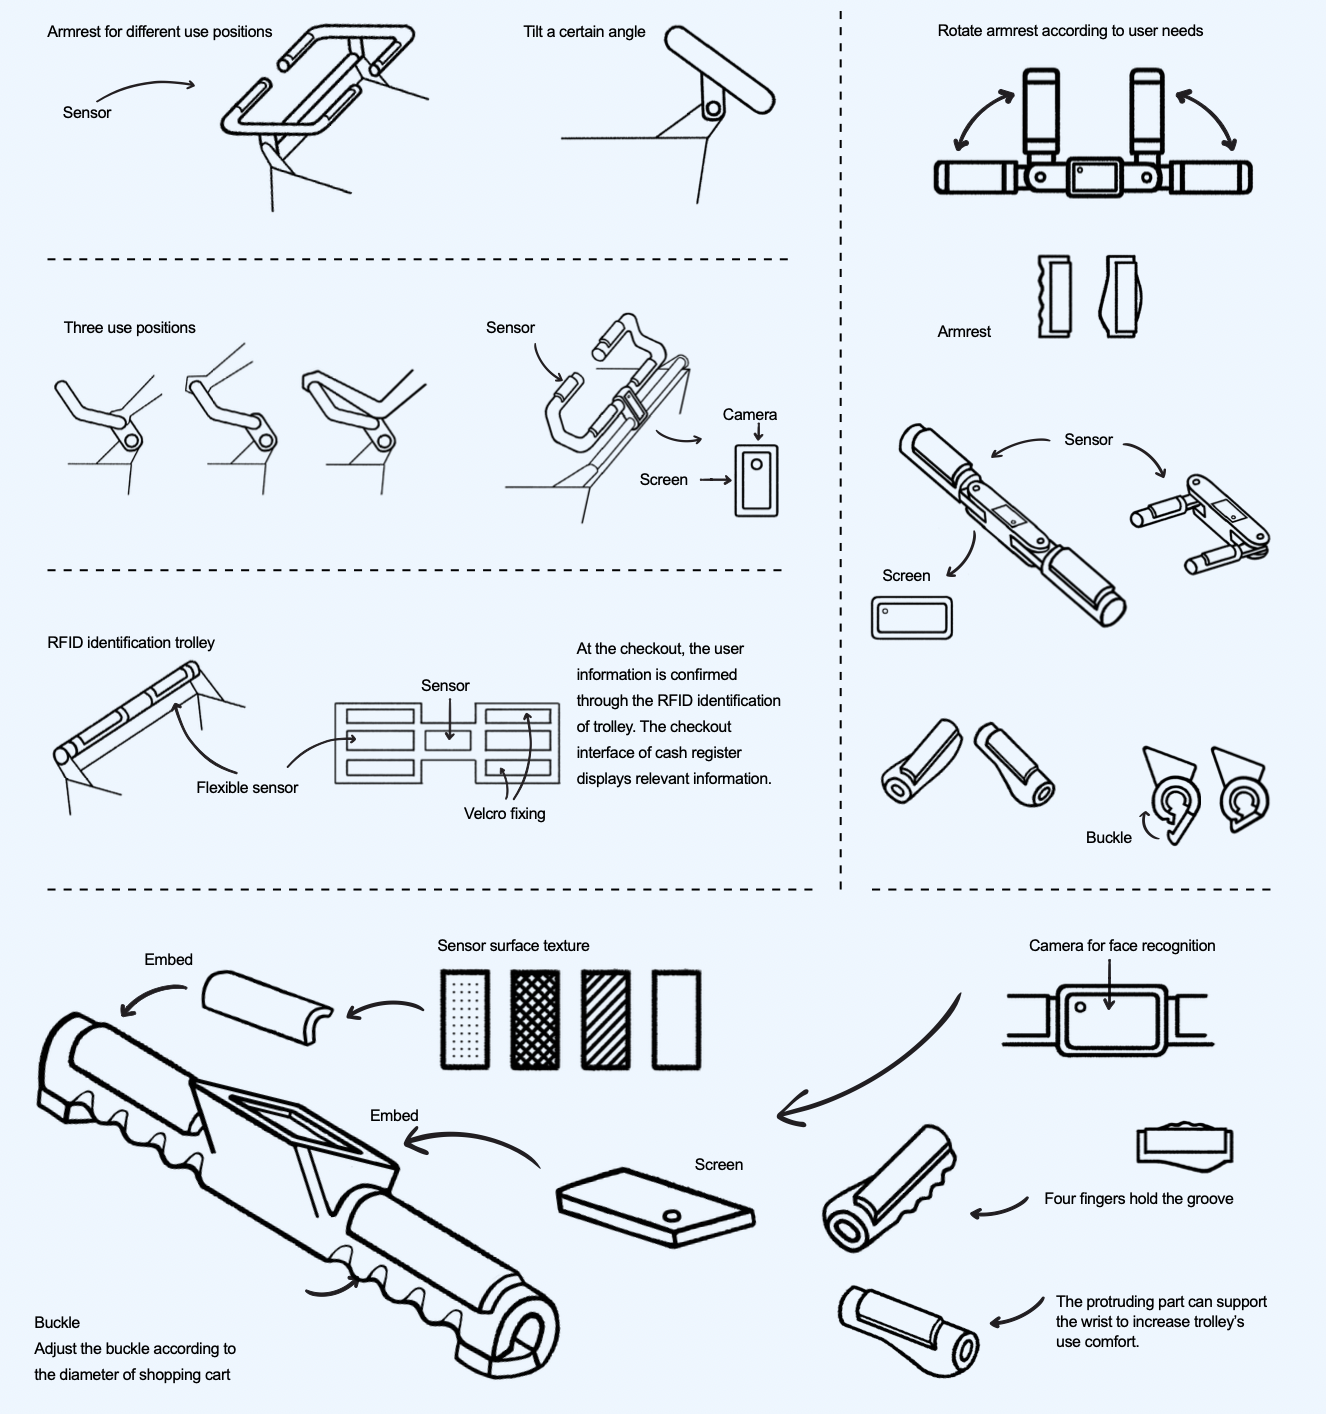 Armrest for different use positions
Sensor
Tilt a certain angle
Rotate armrest according to user needs
Armrest
Three use positions
Sensor
Camera
Screen
Sensor
Screen
RFID identification trolley
Sensor
Flexible sensor
Velcro fixing
At the checkout, the user
information is confirmed
through the RFID identification
of trolley. The checkout
interface of cash register
displays relevant information.
Buckle
Embed
Sensor surface texture
Camera for face recognition
Embed
Screen
Four fingers hold the groove
The protruding part can support
the wrist to increase trolley's
use comfort.
Buckle
Adjust the buckle according to
the diameter of shopping cart